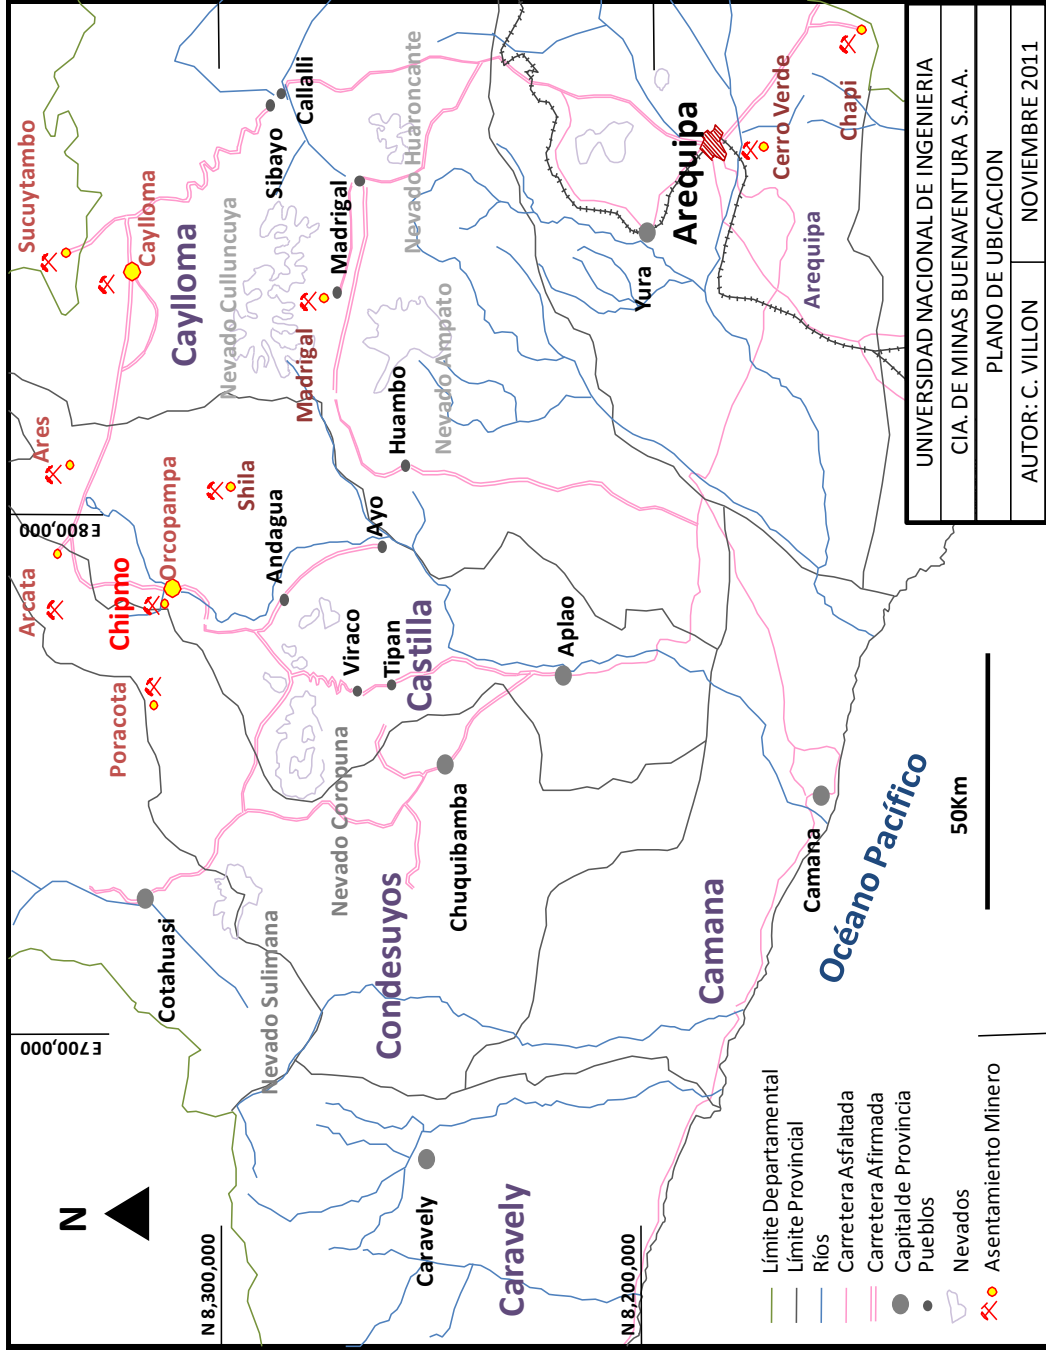 N
N 8,300,000
N 8,200,000
E700,000
E800,000
Sucuytambo
Caylloma
Ares
Arcata
Chipmo
Orcopampa
Poracota
Shila
Madrigal
Cerro Verde
Chapi
Caylloma
Castilla
Condesuyos
Caravely
Camana
Arequipa
Arequipa
Sibayo
Callalli
Madrigal
Huambo
Andagua
Ayo
Viraco
Tipan
Aplao
Chuquibamba
Cotahuasi
Caravely
Camana
Yura
Nevado Culluncuya
Nevado Huaroncante
Nevado Ampato
Nevado Coropuna
Nevado Sulimana
Océano Pacífico
50Km
Límite Departamental
Límite Provincial
Ríos
Carretera Asfaltada
Carretera Afirmada
Capital de Provincia
Pueblos
Nevados
Asentamiento Minero
UNIVERSIDAD NACIONAL DE INGENIERIA
CIA. DE MINAS BUENAVENTURA S.A.A.
PLANO DE UBICACION
AUTOR: C. VILLON
NOVIEMBRE 2011